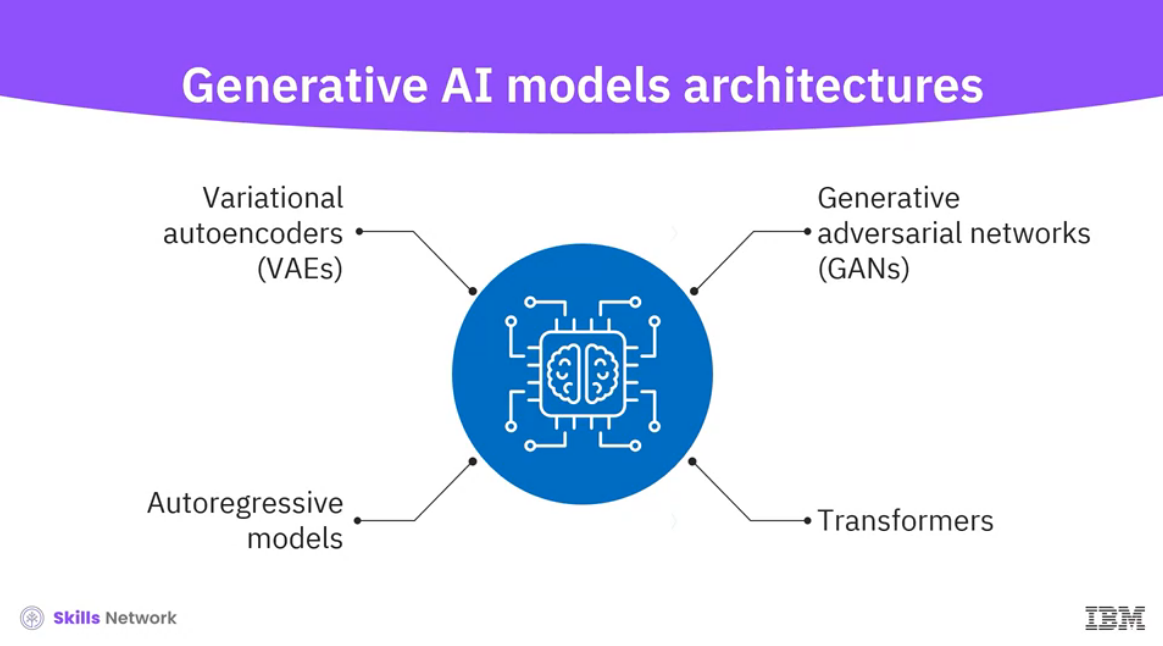 Generative AI models architectures
Variational
autoencoders
(VAEs)
Generative
adversarial networks
(GANs)
Autoregressive
models
Transformers
Skills Network
IBM